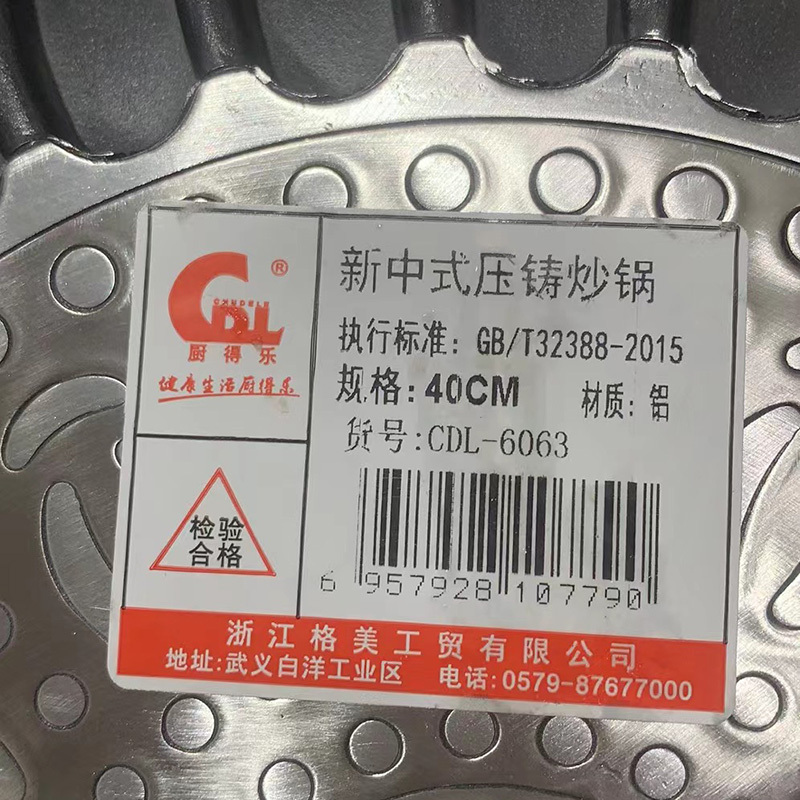 CHUDELE
CDL®
厨得乐
健康生活厨得乐
检验
合格
新中式压铸炒锅
执行标准: GB/T32388-2015
规格: 40CM 材质: 铝
货号: CDL-6063
6 957928 107790
浙江格美工贸有限公司
地址: 武义白洋工业区 电话: 0579-87677000